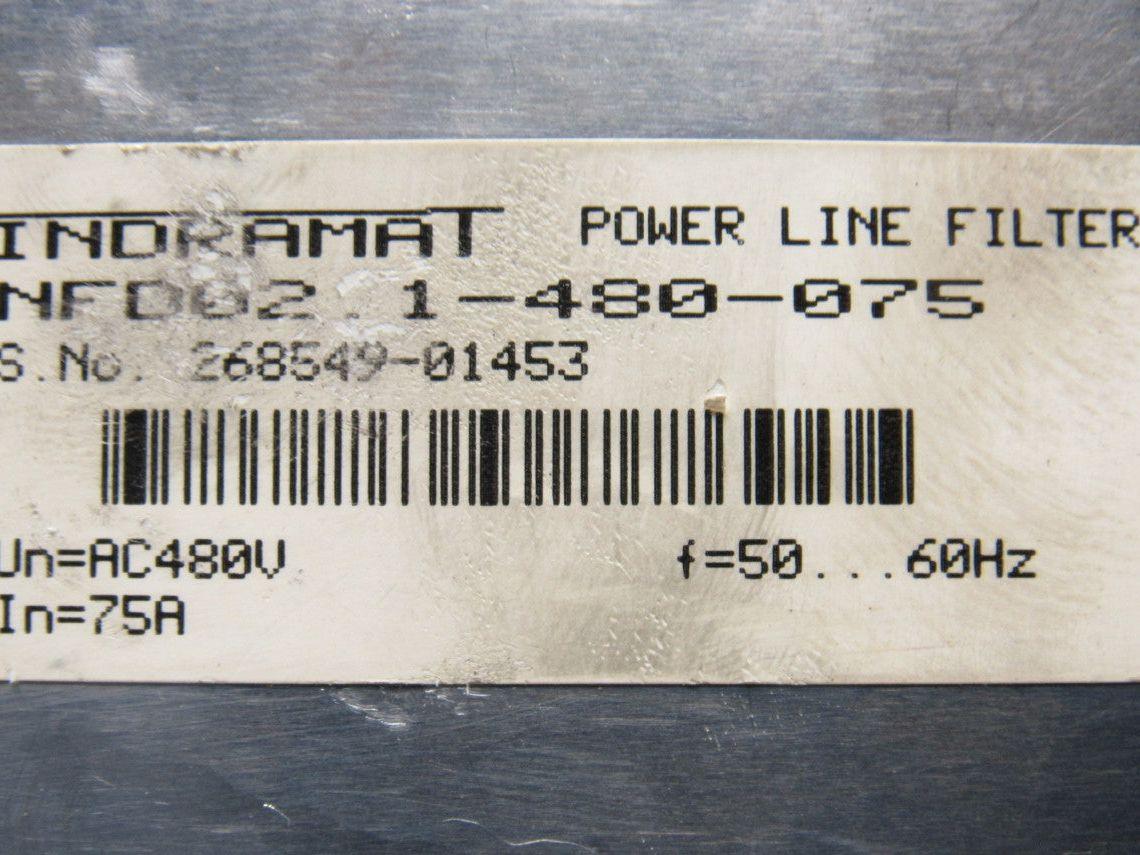 INDRAMAT POWER LINE FILTER
NFD02.1-480-075
S.No. 268549-01453
Un=AC480V f=50...60Hz
In=75A